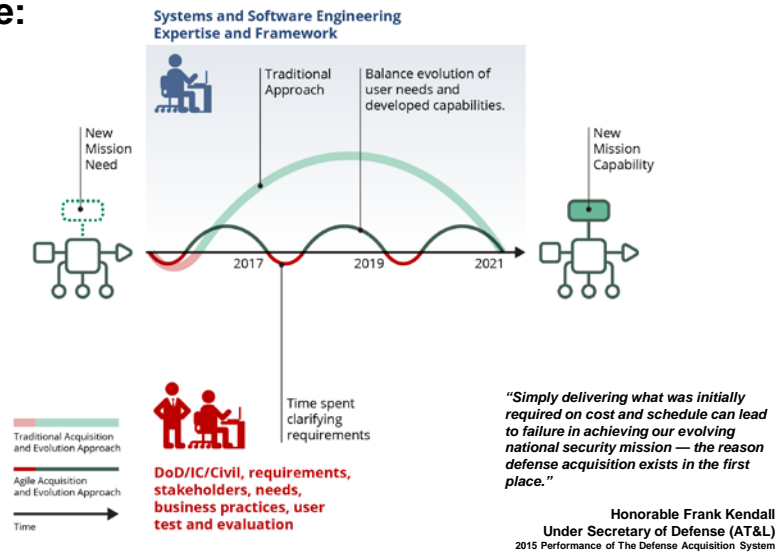 e:
Systems and Software Engineering
Expertise and Framework
Traditional
Approach
Balance evolution of
user needs and
developed capabilities.
New
Mission
Need
New
Mission
Capability
2017
2019
2021
Time spent
clarifying
requirements
Traditional Acquisition
and Evolution Approach
Agile Acquisition
and Evolution Approach
Time
DoD/IC/Civil, requirements,
stakeholders, needs,
business practices, user
test and evaluation
“Simply delivering what was initially
required on cost and schedule can lead
to failure in achieving our evolving
national security mission — the reason
defense acquisition exists in the first
place.”
Honorable Frank Kendall
Under Secretary of Defense (AT&L)
2015 Performance of The Defense Acquisition System